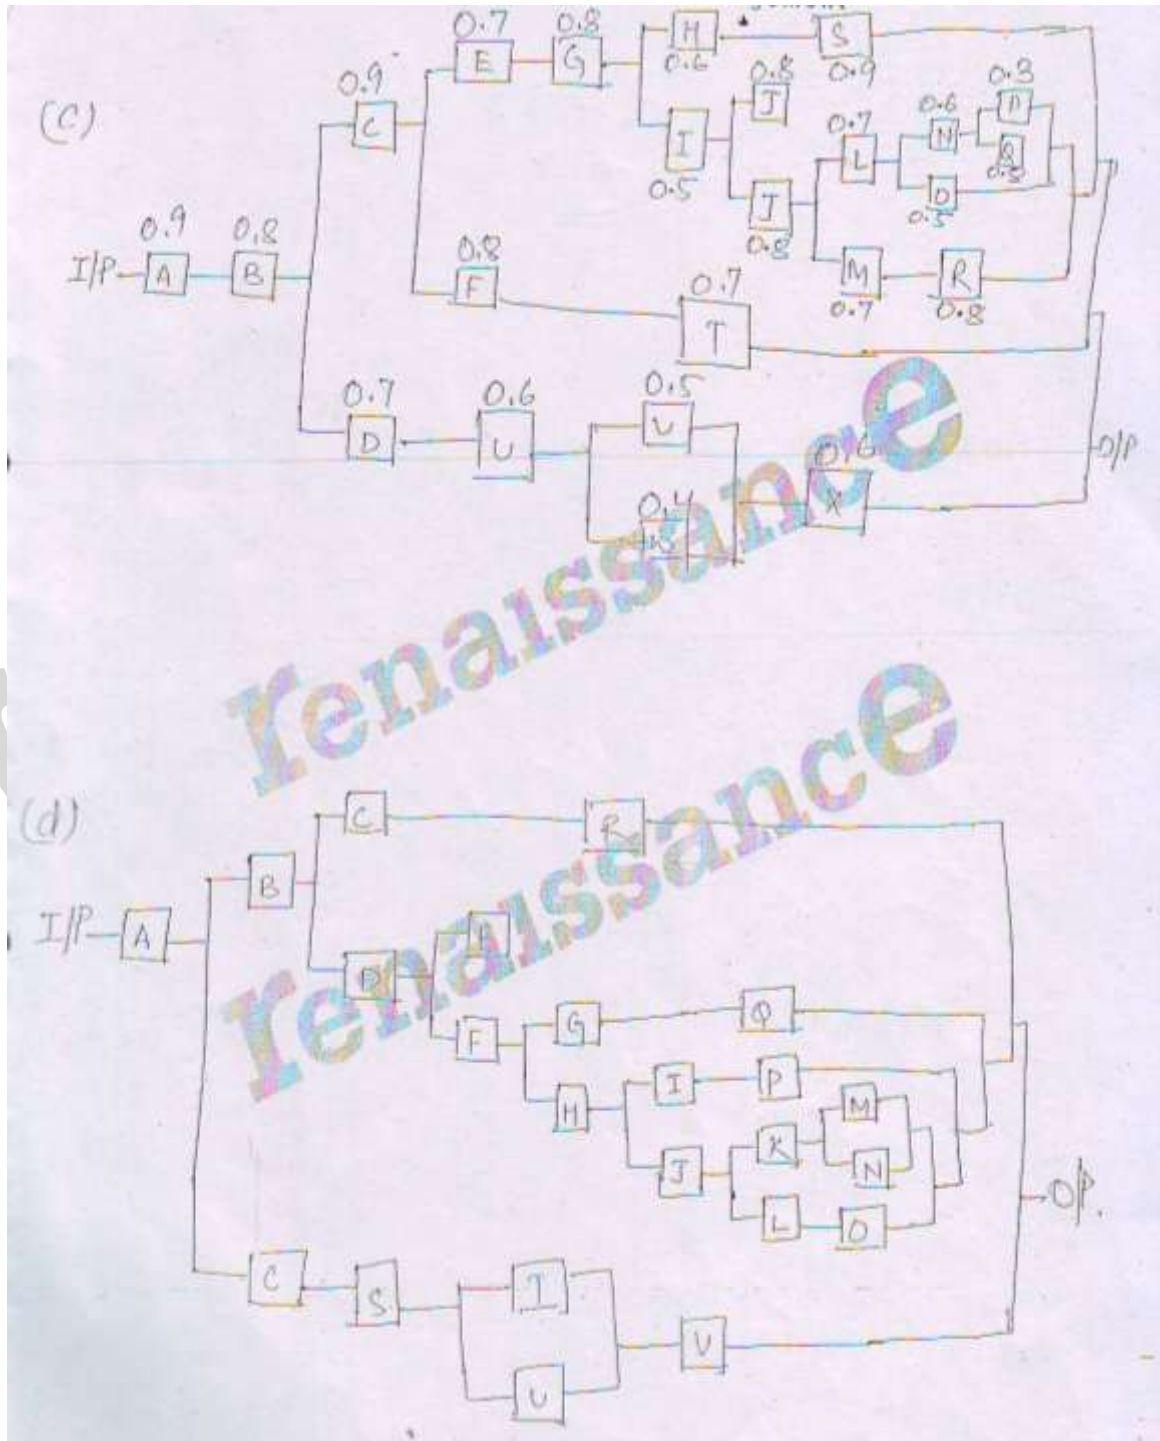 (C)
0.7 0.8
E G H S
0.6 0.9
0.9
C
0.8
J
0.7 0.6 0.3
I L N
0.5
J D
0.8 0.5
0.9 0.8
I/P A B
0.8
F
0.7
T
M R
0.7 0.8
0.7 0.6 0.5
D U V
O/P
0.4
X
renaissance
(d)
C R
B
I/P A
D
F G Q
H I P
J K M
N
L O
O/P.
C S T
U V
renaissance